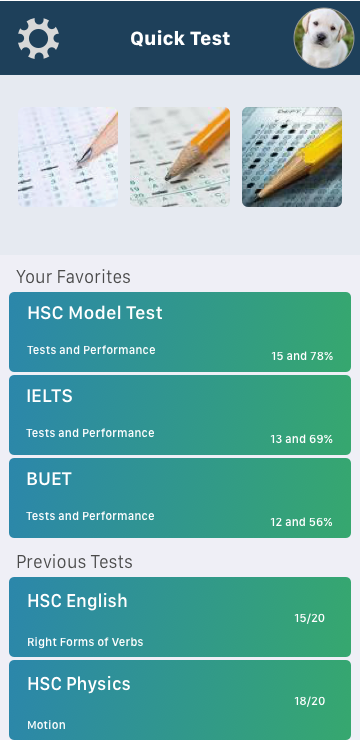 Quick Test
Your Favorites
HSC Model Test
Tests and Performance
15 and 78%
IELTS
Tests and Performance
13 and 69%
BUET
Tests and Performance
12 and 56%
Previous Tests
HSC English
15/20
Right Forms of Verbs
HSC Physics
18/20
Motion